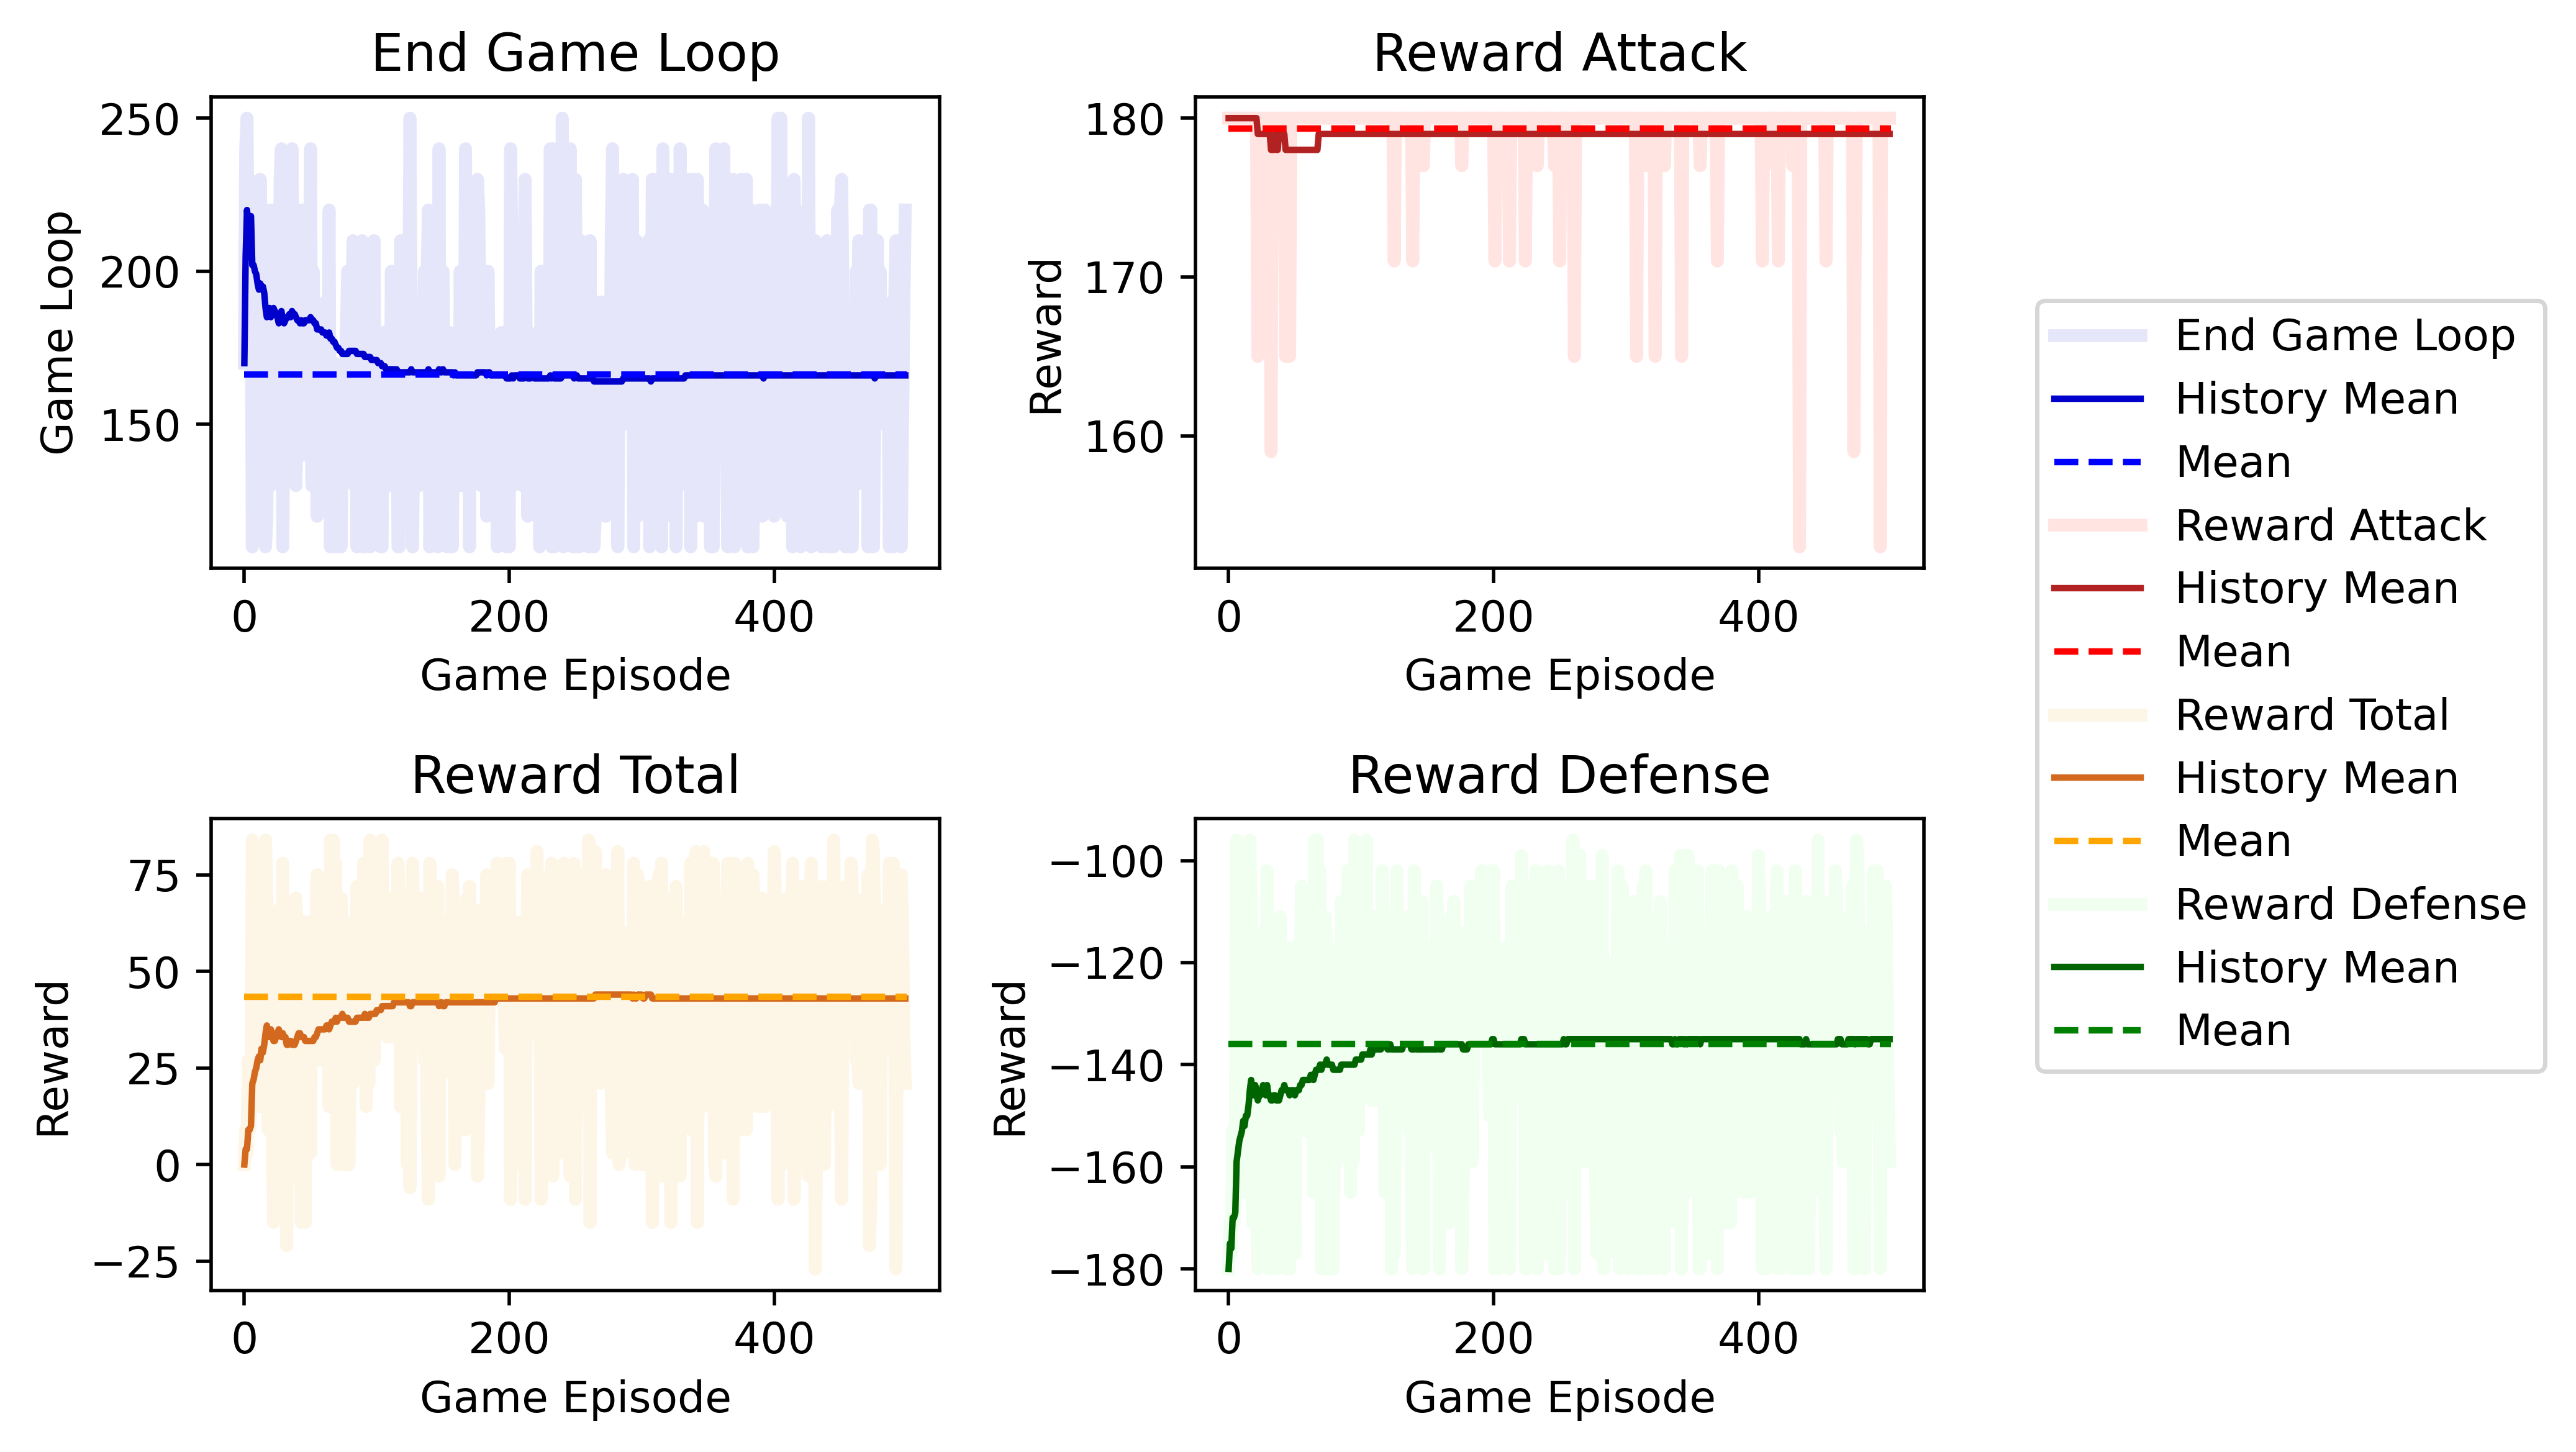 End Game Loop
Game Loop
250
200
150
0
200
400
Game Episode
Reward Attack
Reward
180
170
160
0
200
400
Game Episode
Reward Total
Reward
75
50
25
0
−25
0
200
400
Game Episode
Reward Defense
Reward
−100
−120
−140
−160
−180
0
200
400
Game Episode
End Game Loop
History Mean
Mean
Reward Attack
History Mean
Mean
Reward Total
History Mean
Mean
Reward Defense
History Mean
Mean